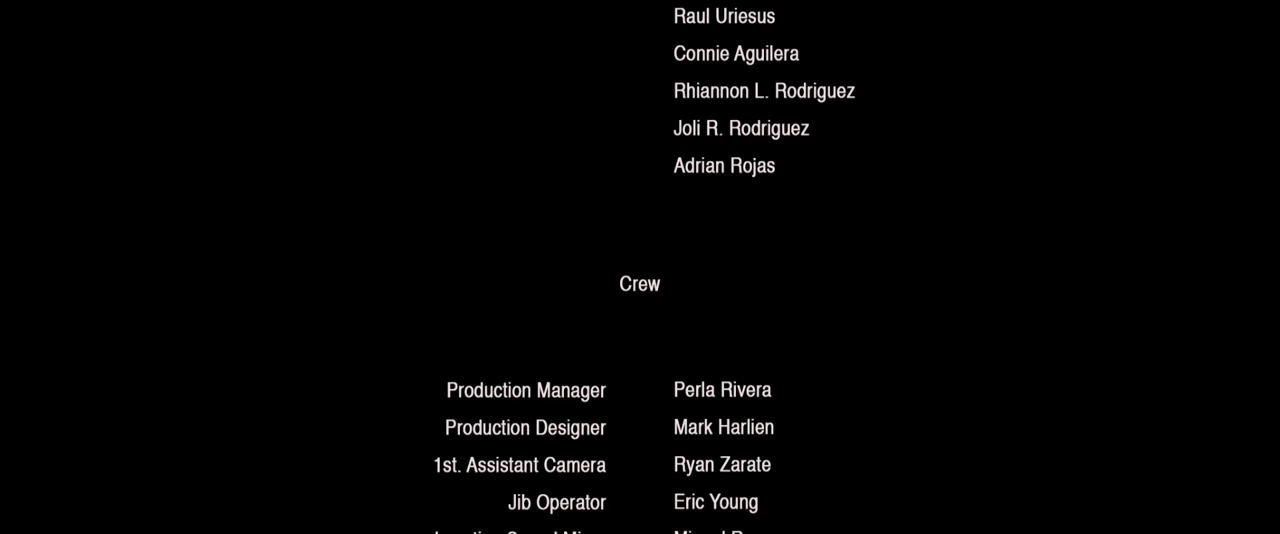 Raul Uriesus
Connie Aguilera
Rhiannon L. Rodriguez
Joli R. Rodriguez
Adrian Rojas
Crew
Production Manager Perla Rivera
Production Designer Mark Harlien
1st. Assistant Camera Ryan Zarate
Jib Operator Eric Young